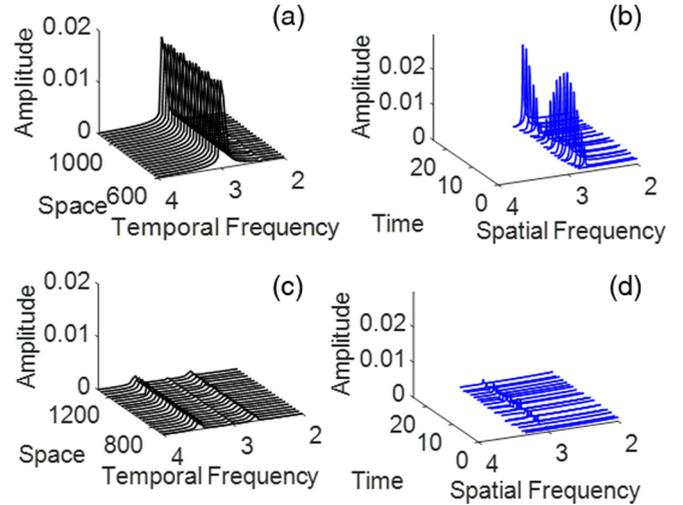 (a)
0.02
0.01
0
Amplitude
1000
600
Space
4
3
2
Temporal Frequency
(b)
0.02
0.01
0
Amplitude
20
10
0
Time
4
3
2
Spatial Frequency
(c)
0.02
0.01
0
Amplitude
1200
800
Space
4
3
2
Temporal Frequency
(d)
0.02
0.01
0
Amplitude
20
10
0
Time
4
3
2
Spatial Frequency